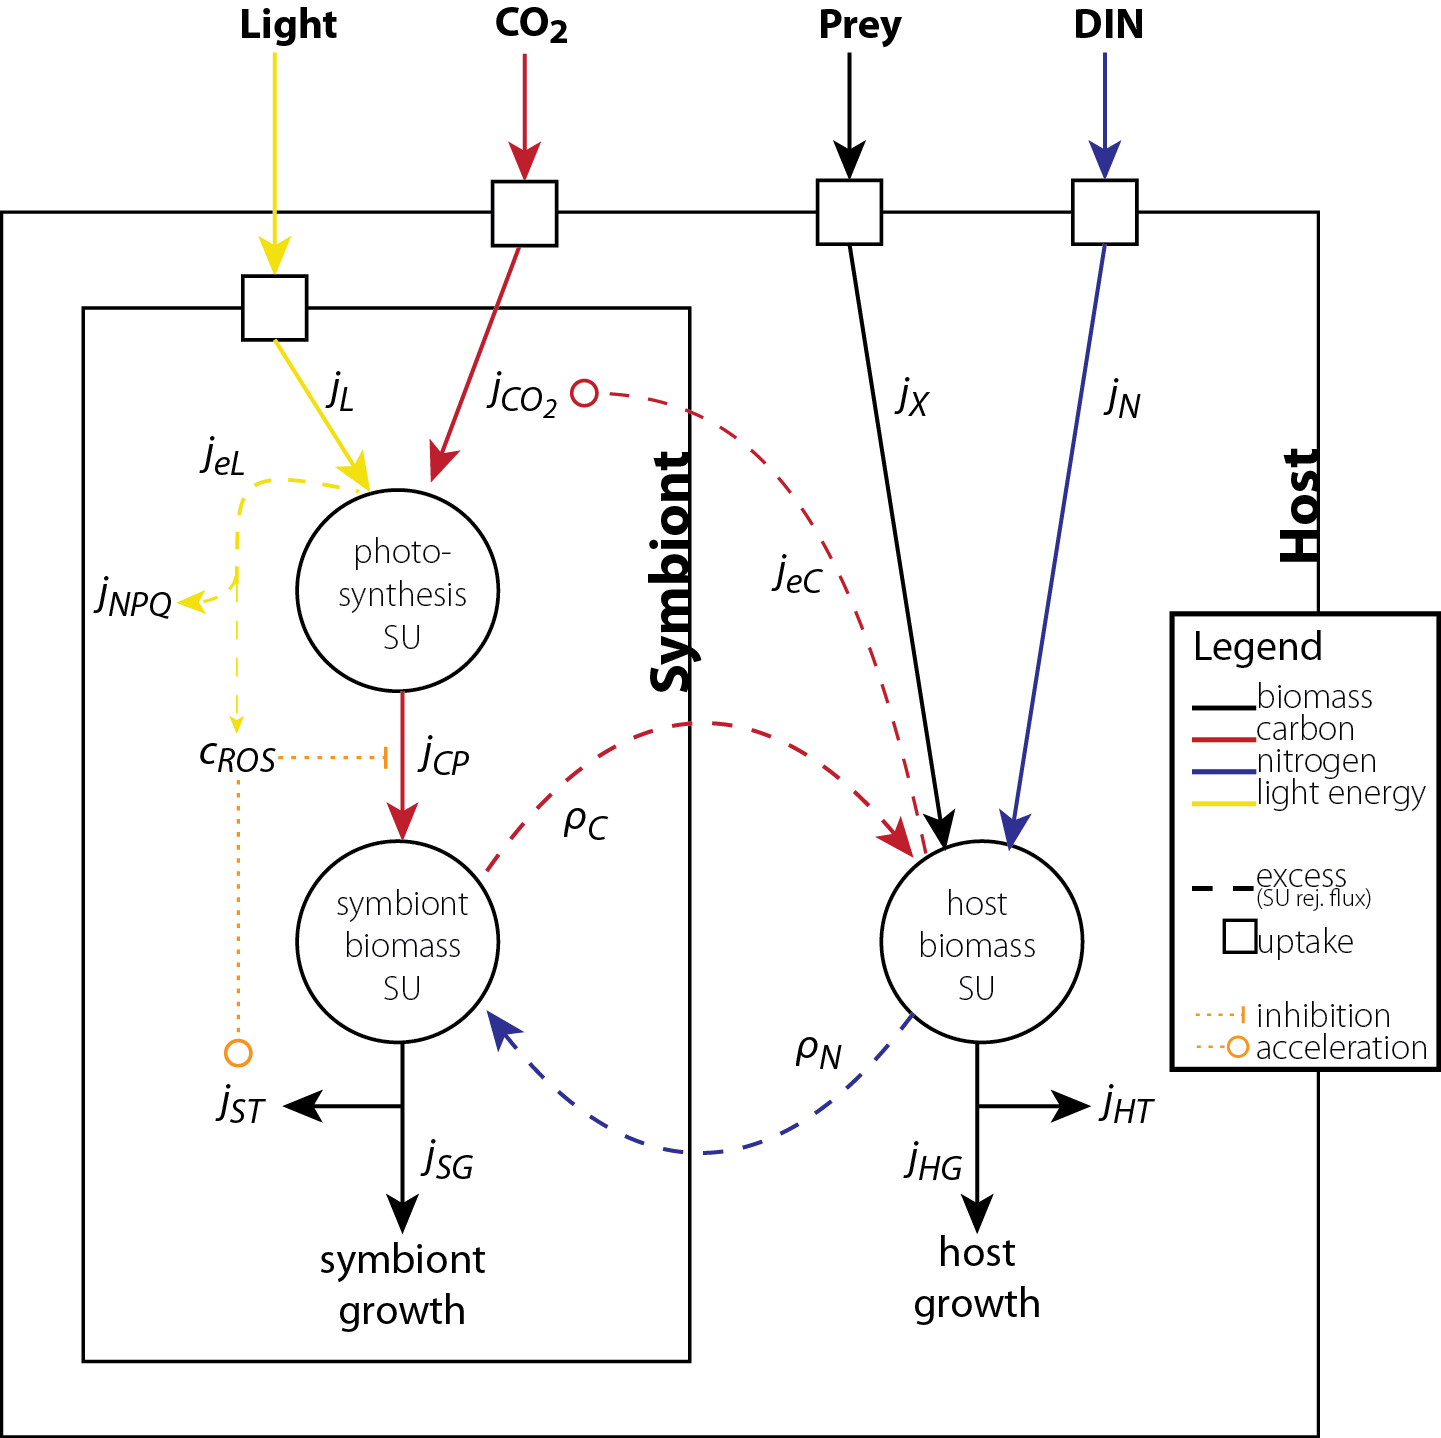 Light
CO2
Prey
DIN
jL
jCO2
jX
jN
jeL
photo-
synthesis
SU
jNPQ
jeC
Symbiont
Host
cROS
jCP
ρC
symbiont
biomass
SU
host
biomass
SU
ρN
jST
jSG
jHT
jHG
symbiont
growth
host
growth
Legend
biomass
carbon
nitrogen
light energy
excess
(SU rej. flux)
uptake
inhibition
acceleration